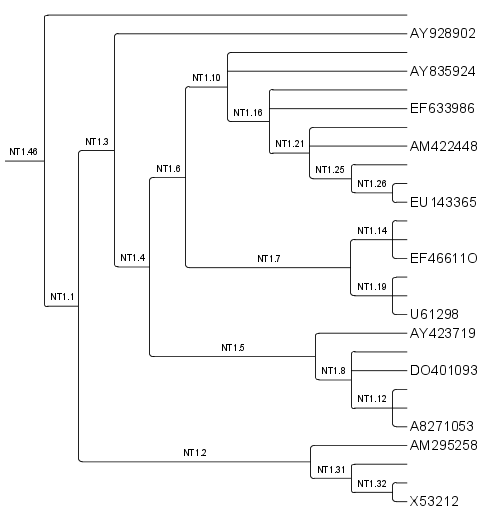 AY928902
AY835924
NT1.10
EF633986
NT1.16
NT1.3
AM422448
NT1.21
NT1.46
NT1.6
NT1.25
NT1.26
EU143365
NT1.14
NT1.4
NT1.7
EF46611O
NT1.19
NT1.1
U61298
AY423719
NT1.5
NT1.8
DO401093
NT1.12
A8271053
AM295258
NT1.2
NT1.31
NT1.32
X53212